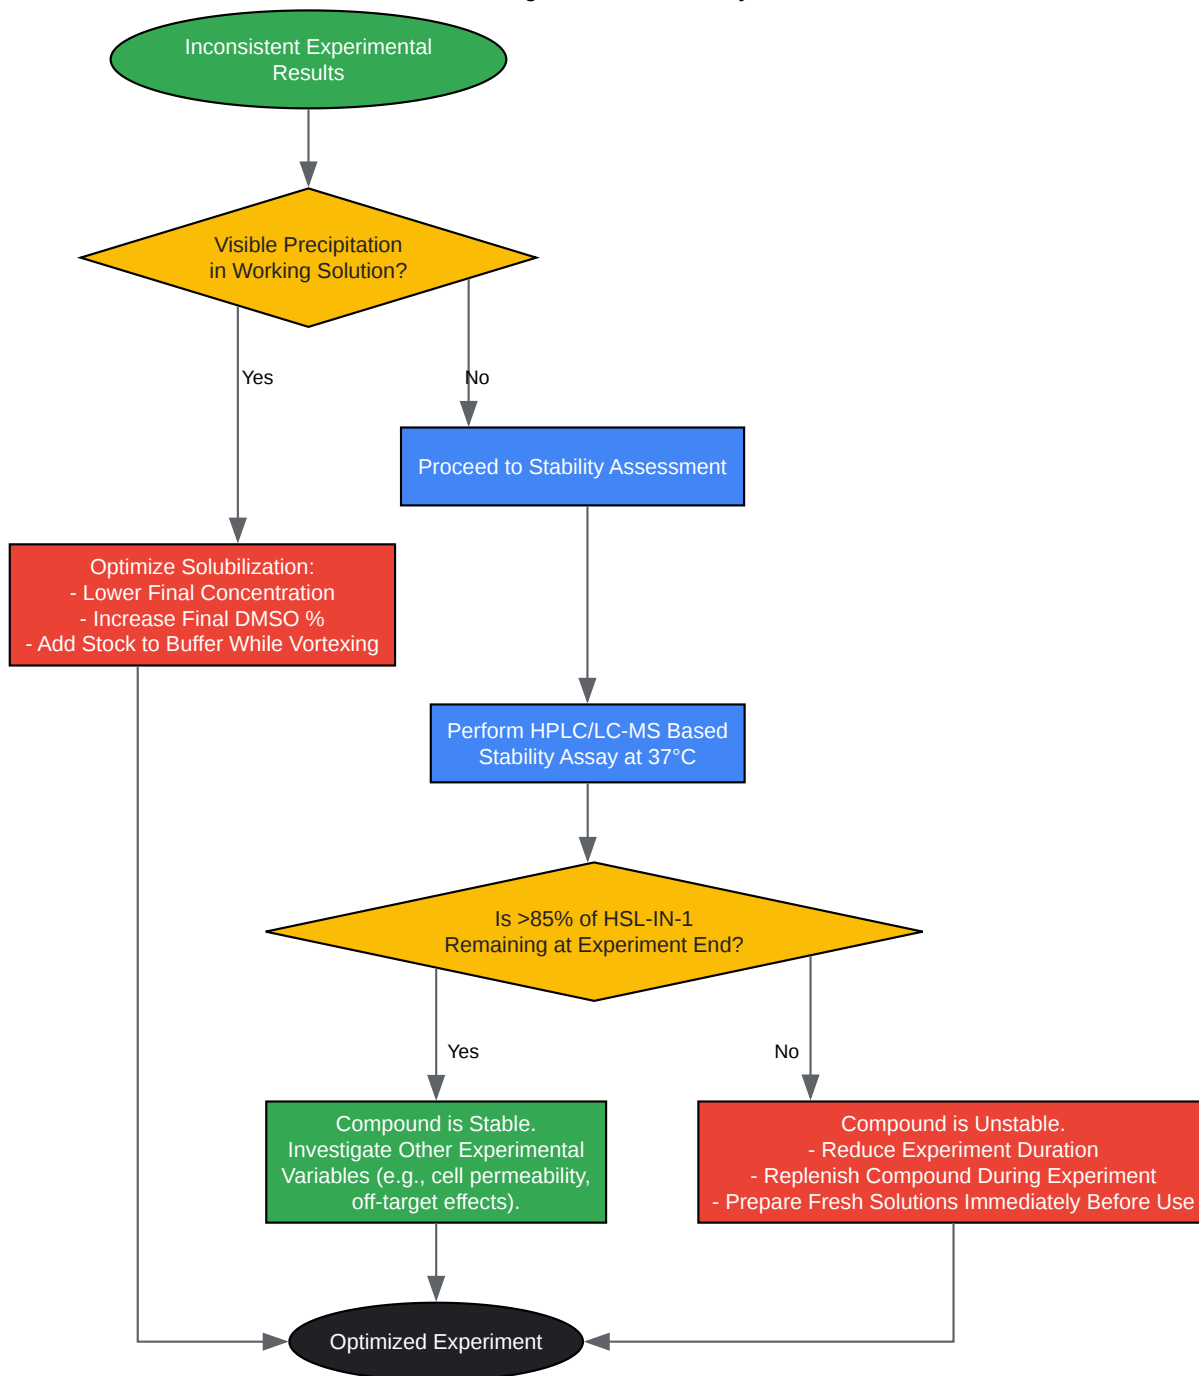 Inconsistent Experimental
Results
Visible Precipitation
in Working Solution?
Yes
No
Proceed to Stability Assessment
Optimize Solubilization:
- Lower Final Concentration
- Increase Final DMSO %
- Add Stock to Buffer While Vortexing
Perform HPLC/LC-MS Based
Stability Assay at 37°C
Is >85% of HSL-IN-1
Remaining at Experiment End?
Yes
No
Compound is Stable.
Investigate Other Experimental
Variables (e.g., cell permeability,
off-target effects).
Compound is Unstable.
- Reduce Experiment Duration
- Replenish Compound During Experiment
- Prepare Fresh Solutions Immediately Before Use
Optimized Experiment